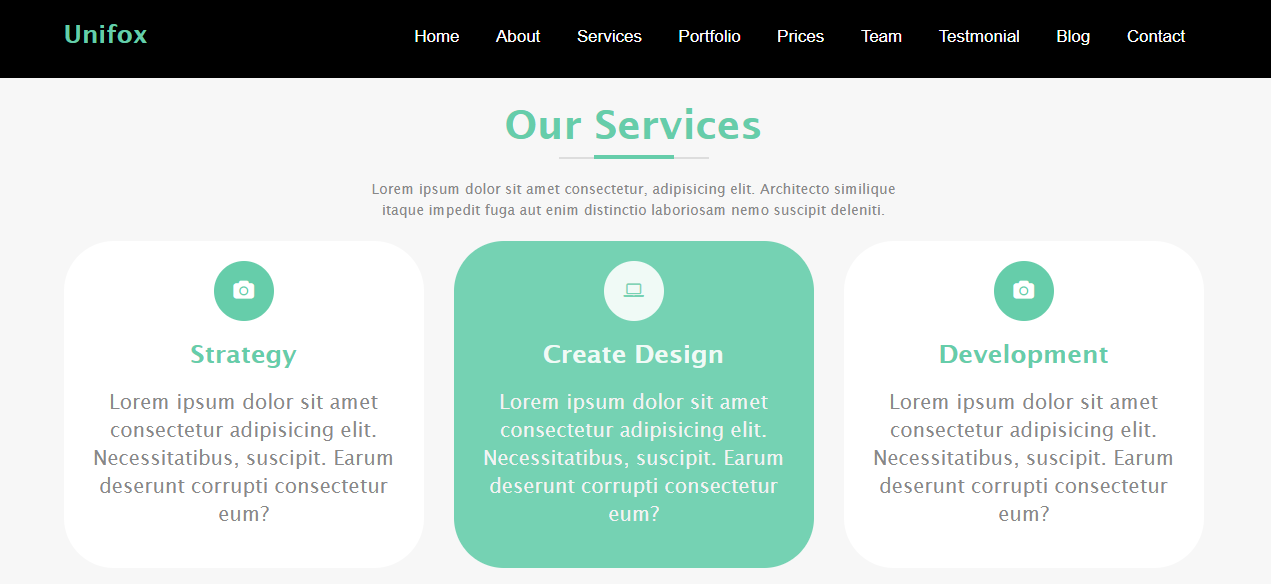 Unifox
Home About Services Portfolio Prices Team Testmonial Blog Contact
Our Services
Lorem ipsum dolor sit amet consectetur, adipisicing elit. Architecto similique
itaque impedit fuga aut enim distinctio laboriosam nemo suscipit deleniti.
Strategy
Lorem ipsum dolor sit amet
consectetur adipisicing elit.
Necessitatibus, suscipit. Earum
deserunt corrupti consectetur
eum?
Create Design
Lorem ipsum dolor sit amet
consectetur adipisicing elit.
Necessitatibus, suscipit. Earum
deserunt corrupti consectetur
eum?
Development
Lorem ipsum dolor sit amet
consectetur adipisicing elit.
Necessitatibus, suscipit. Earum
deserunt corrupti consectetur
eum?